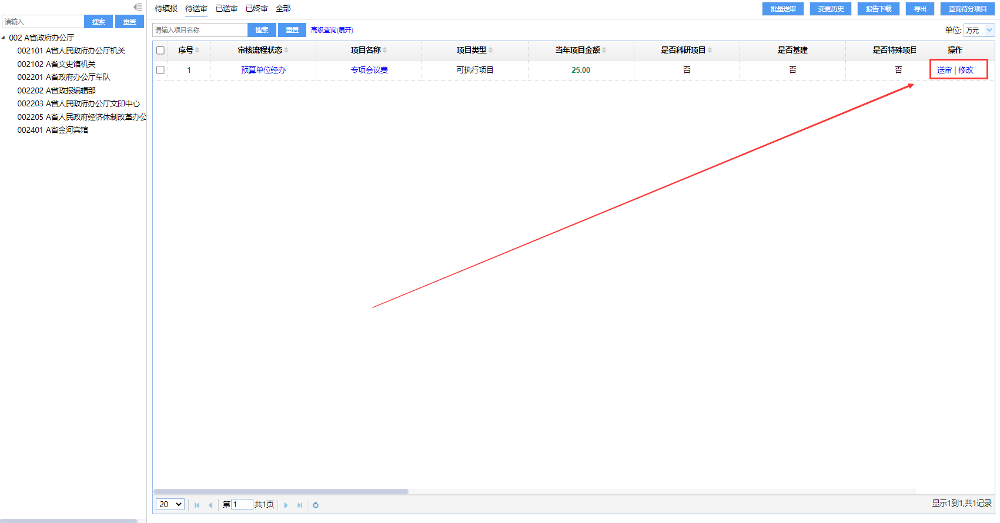 请输入 搜索 重置
002 A省政府办公厅
002101 A省人民政府办公厅机关
002102 A省文史馆机关
002201 A省政府办公厅车队
002202 A省政报编辑部
002203 A省人民政府办公厅文印中心
002205 A省人民政府经济体制改革办公
002401 A省金河宾馆
待填报 待送审 已送审 已终审 全部
批量送审 变更历史 报告下载 导出 查询待分项目
请输入项目名称 搜索 重置 高级查询(展开)
单位: 万元
序号 审核流程状态 项目名称 项目类型 当年项目金额 是否科研项目 是否基建 是否特殊项目 操作
1 预算单位经办 专项会议费 可执行项目 25.00 否 否 否 送审 | 修改
20 第 1 共1页
显示1到1,共1记录